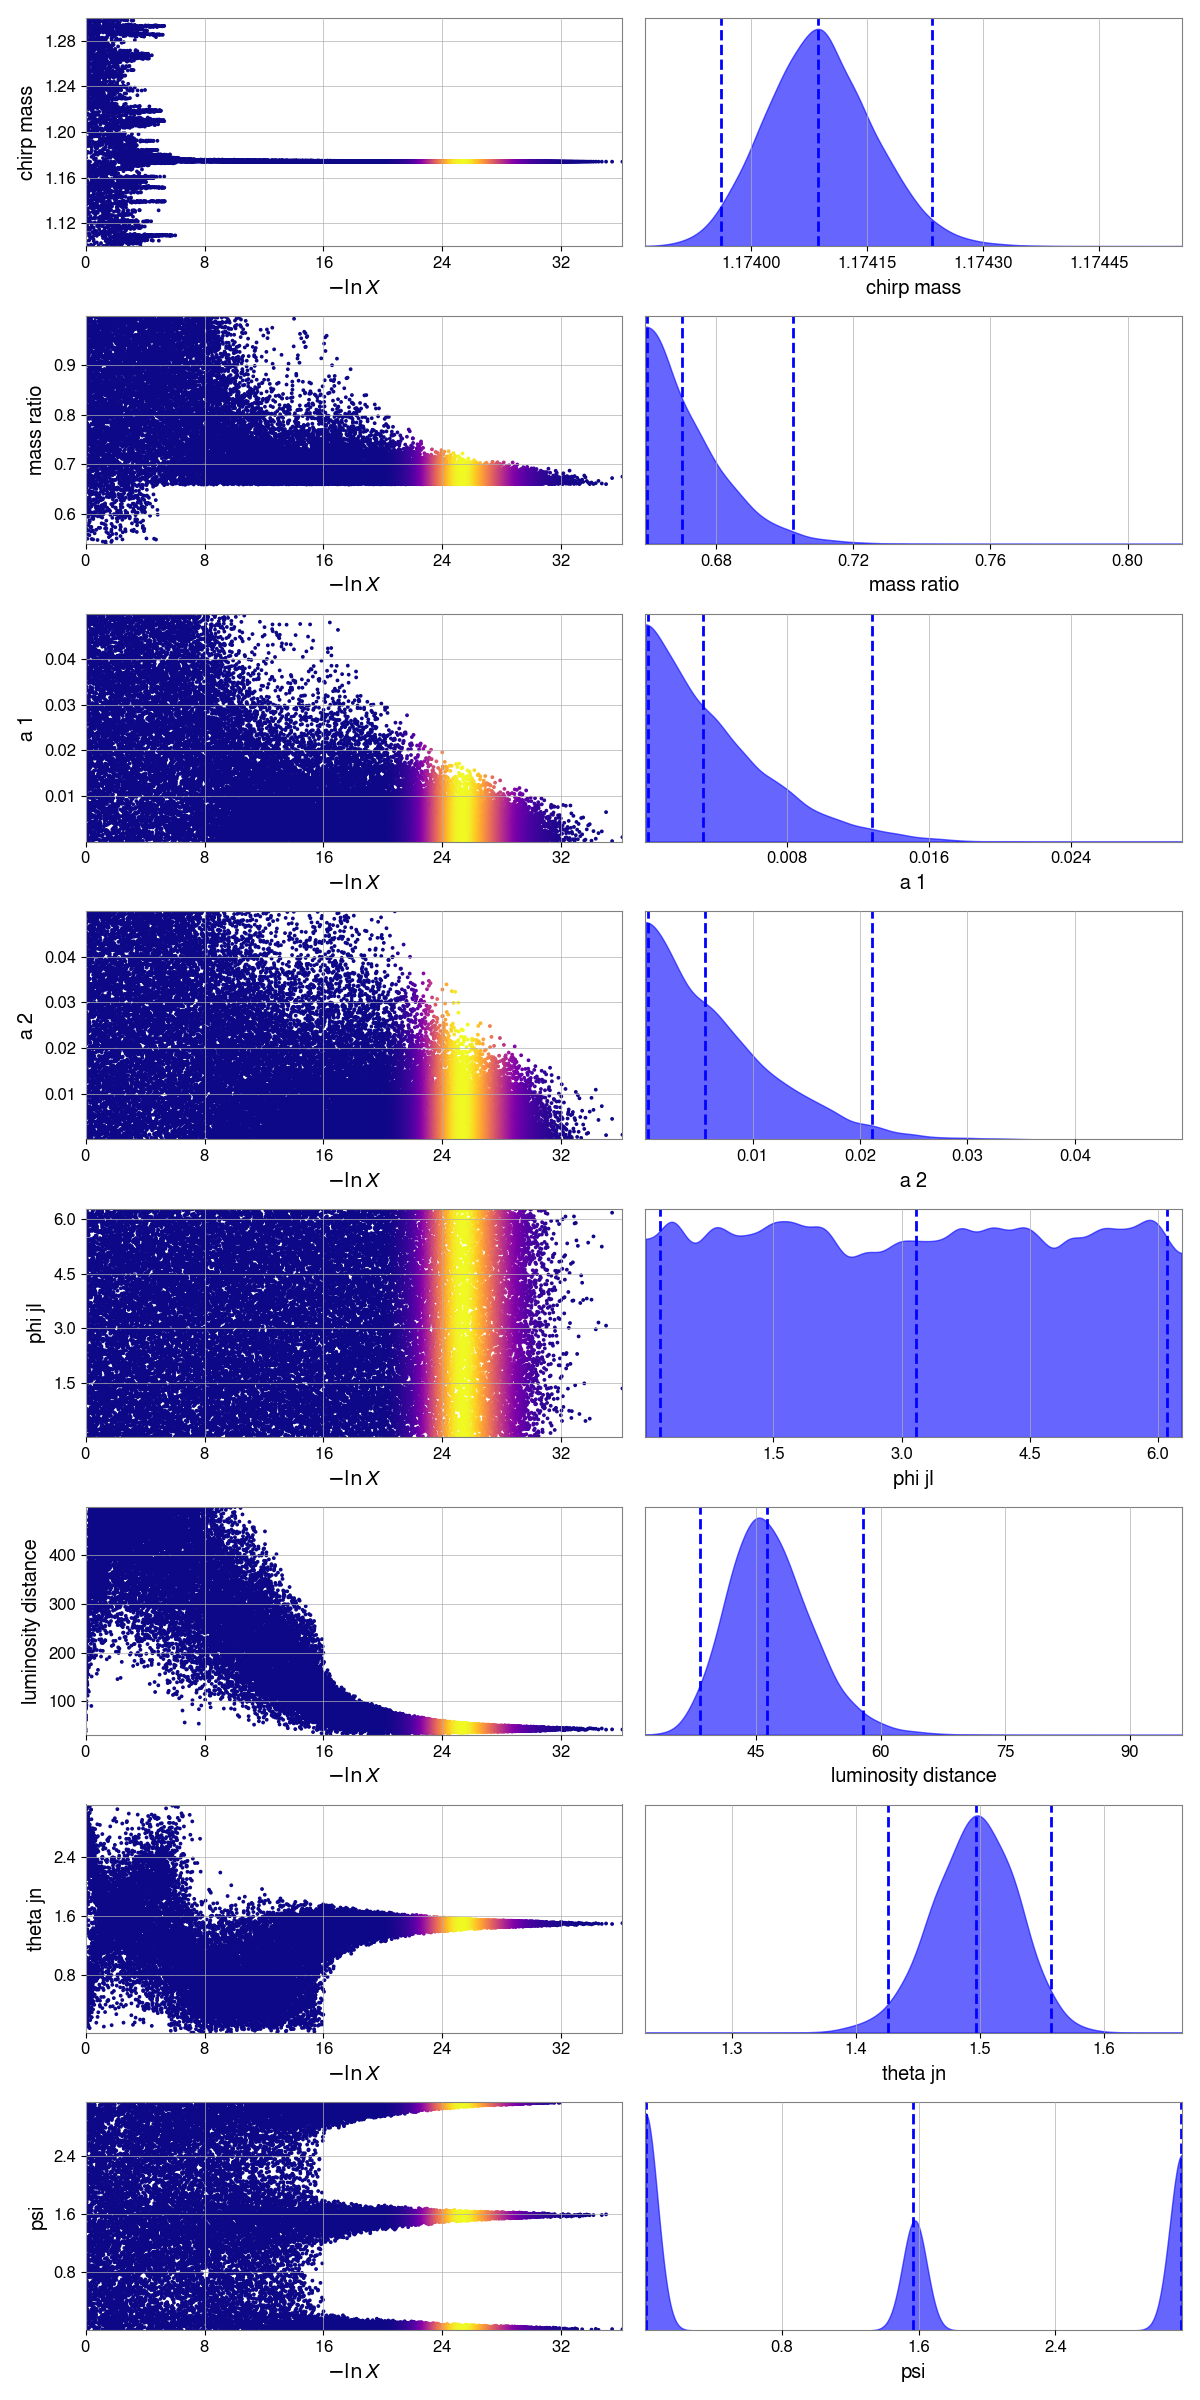 chirp mass
1.28
1.24
1.20
1.16
1.12
0 8 16 24 32
−ln X
1.17400 1.17415 1.17430 1.17445
chirp mass
mass ratio
0.9
0.8
0.7
0.6
0 8 16 24 32
−ln X
0.68 0.72 0.76 0.80
mass ratio
a 1
0.04
0.03
0.02
0.01
0 8 16 24 32
−ln X
0.008 0.016 0.024
a 1
a 2
0.04
0.03
0.02
0.01
0 8 16 24 32
−ln X
0.01 0.02 0.03 0.04
a 2
phi jl
6.0
4.5
3.0
1.5
0 8 16 24 32
−ln X
1.5 3.0 4.5 6.0
phi jl
luminosity distance
400
300
200
100
0 8 16 24 32
−ln X
45 60 75 90
luminosity distance
theta jn
2.4
1.6
0.8
0 8 16 24 32
−ln X
1.3 1.4 1.5 1.6
theta jn
psi
2.4
1.6
0.8
0 8 16 24 32
−ln X
0.8 1.6 2.4
psi